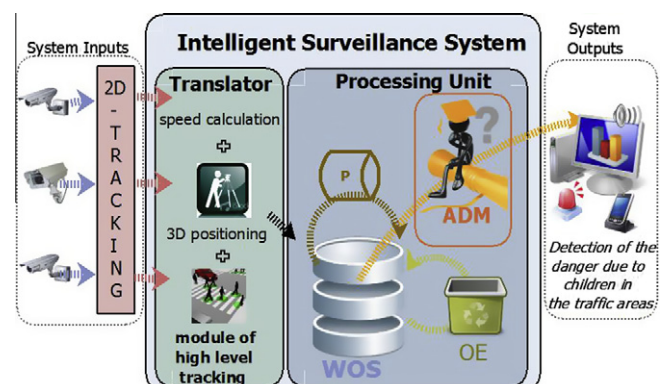 System Inputs
2D
-
T
R
A
C
K
I
N
G
Intelligent Surveillance System
Translator
speed calculation
+
3D positioning
+
module of
high level
tracking
Processing Unit
P
?
ADM
WOS
OE
System
Outputs
Detection of the
danger due to
children in
the traffic areas